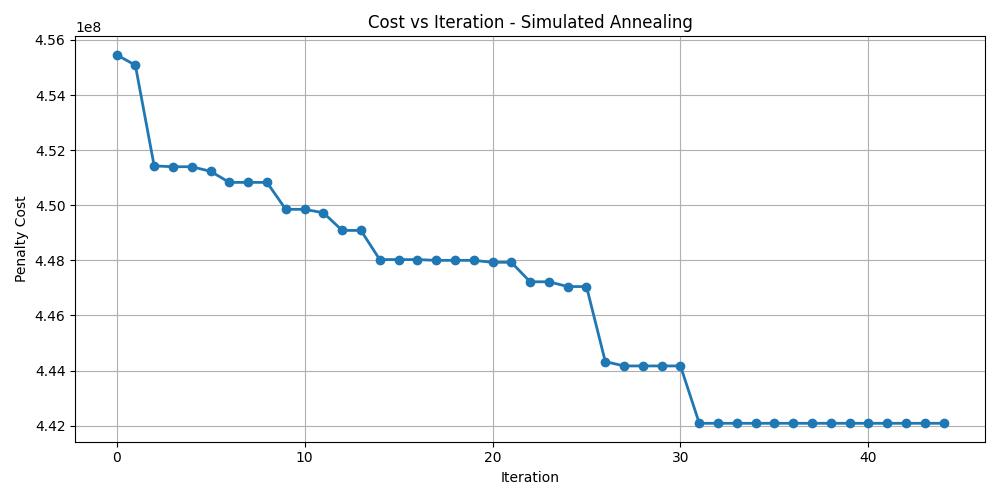 Cost vs Iteration - Simulated Annealing
1e8
4.56
4.54
4.52
4.50
4.48
4.46
4.44
4.42
Penalty Cost
0 10 20 30 40
Iteration